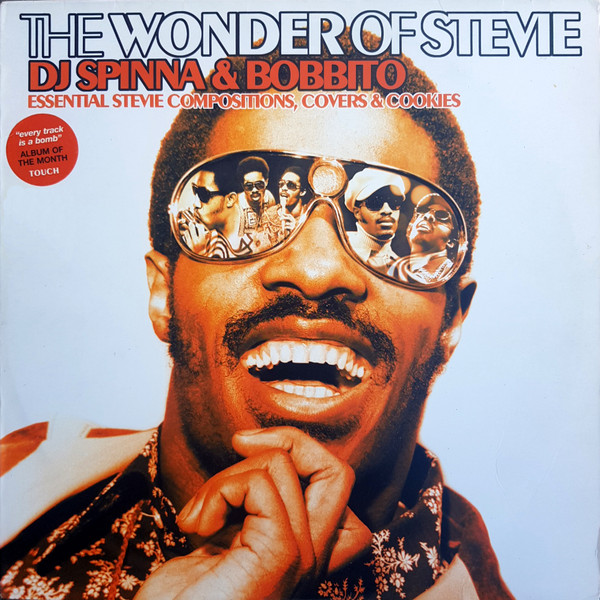 THE WONDER OF STEVIE
DJ SPINNA & BOBBITO
ESSENTIAL STEVIE COMPOSITIONS, COVERS & COOKIES
"every track
is a bomb"
ALBUM OF
THE MONTH
TOUCH